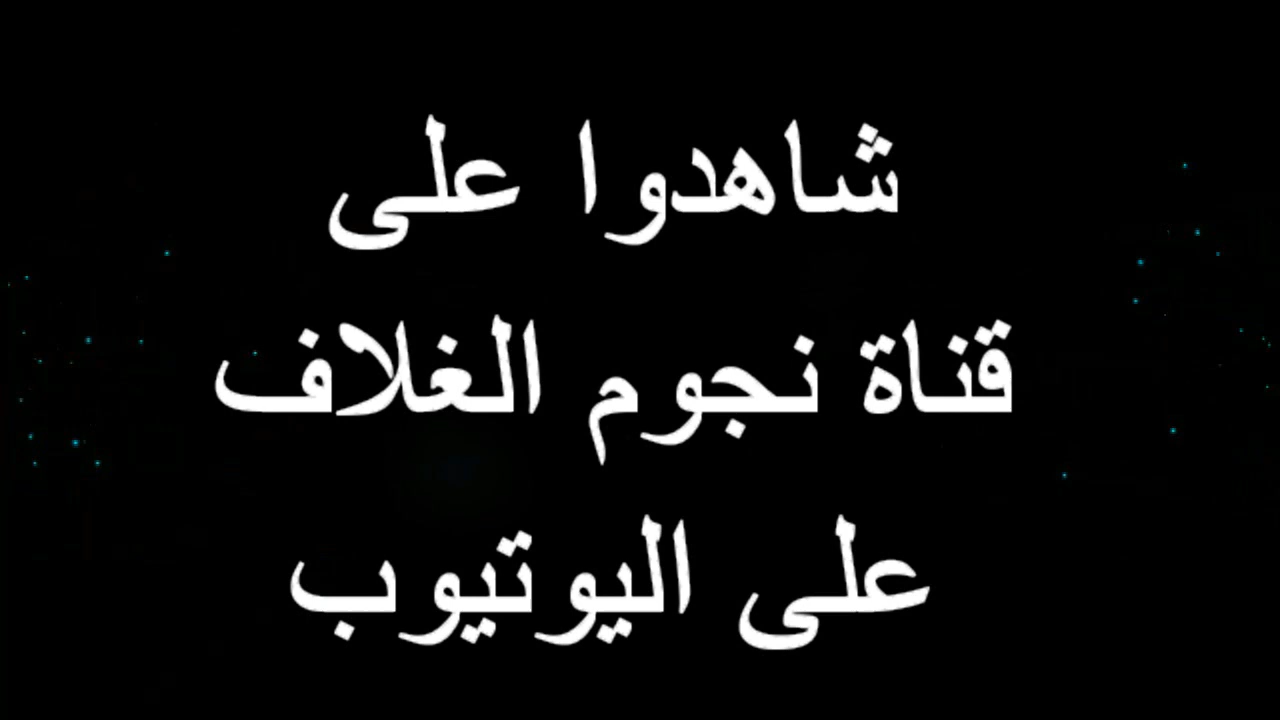 شاهدوا على
قناة نجوم الغلاف
على اليوتيوب